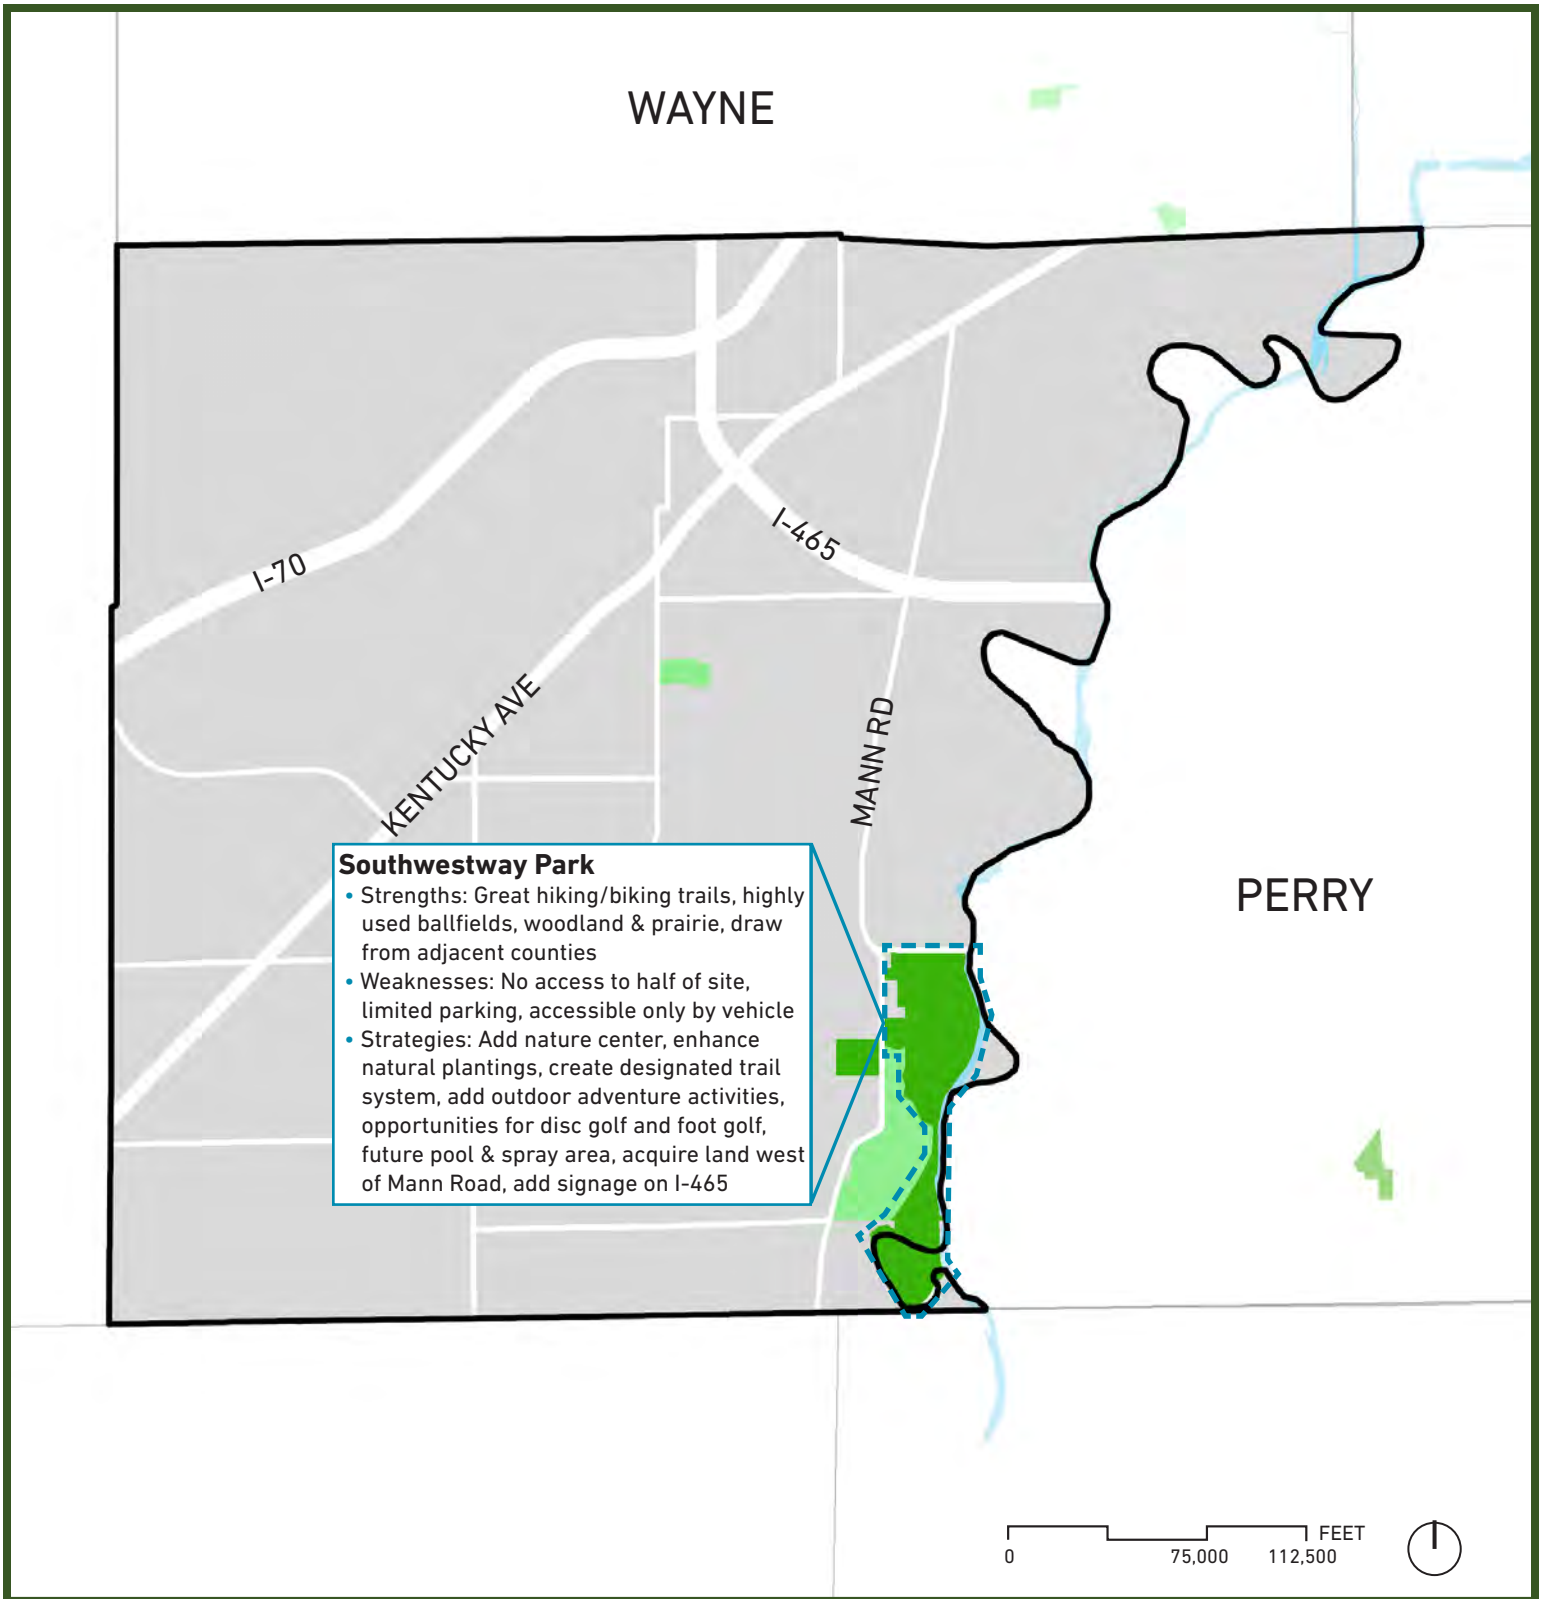 WAYNE
I-465
I-70
KENTUCKY AVE
MANN RD
Southwestway Park
• Strengths: Great hiking/biking trails, highly
used ballfields, woodland & prairie, draw
from adjacent counties
• Weaknesses: No access to half of site,
limited parking, accessible only by vehicle
• Strategies: Add nature center, enhance
natural plantings, create designated trail
system, add outdoor adventure activities,
opportunities for disc golf and foot golf,
future pool & spray area, acquire land west
of Mann Road, add signage on I-465
PERRY
FEET
0 75,000 112,500